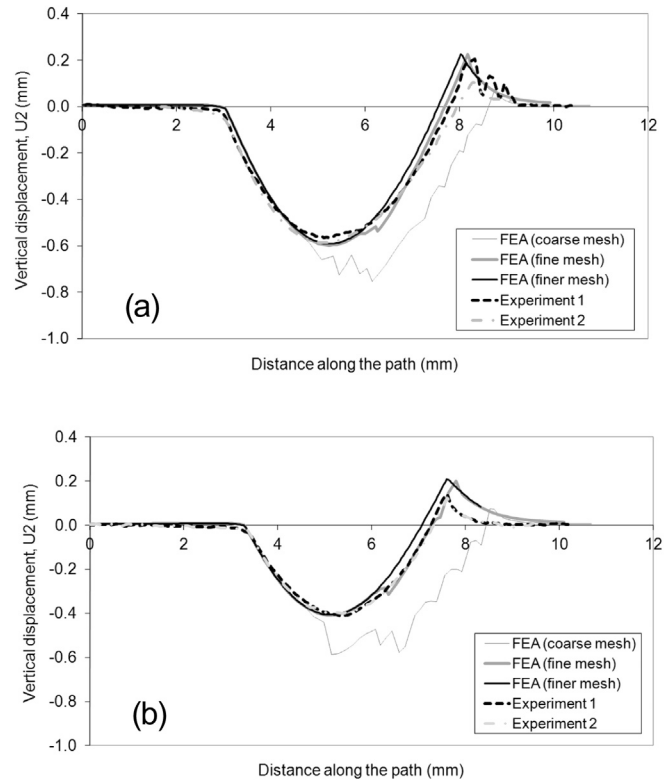 0.4
0.2
0.0
-0.2
-0.4
-0.6
-0.8
-1.0
0 2 4 6 8 10 12
Vertical displacement, U2 (mm)
FEA (coarse mesh)
FEA (fine mesh)
FEA (finer mesh)
Experiment 1
Experiment 2
(a)
Distance along the path (mm)
0.4
0.2
0.0
-0.2
-0.4
-0.6
-0.8
-1.0
0 2 4 6 8 10 12
Vertical displacement, U2 (mm)
FEA (coarse mesh)
FEA (fine mesh)
FEA (finer mesh)
Experiment 1
Experiment 2
(b)
Distance along the path (mm)